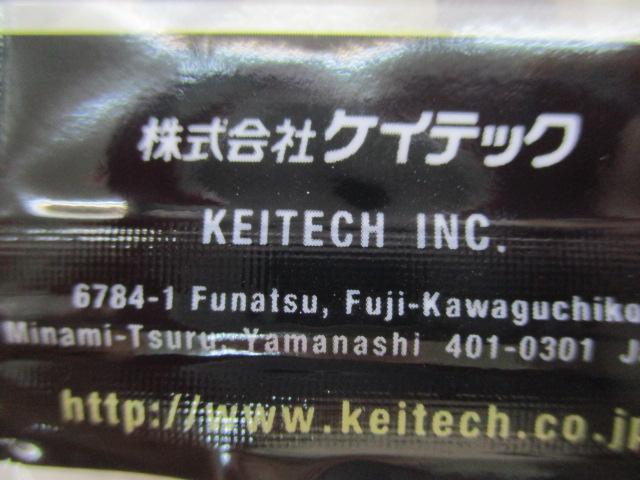 株式会社ケイテック
KEITECH INC.
6784-1 Funatsu, Fuji-Kawaguchiko
Minami-Tsuru, Yamanashi 401-0301 J
http://www.keitech.co.jp